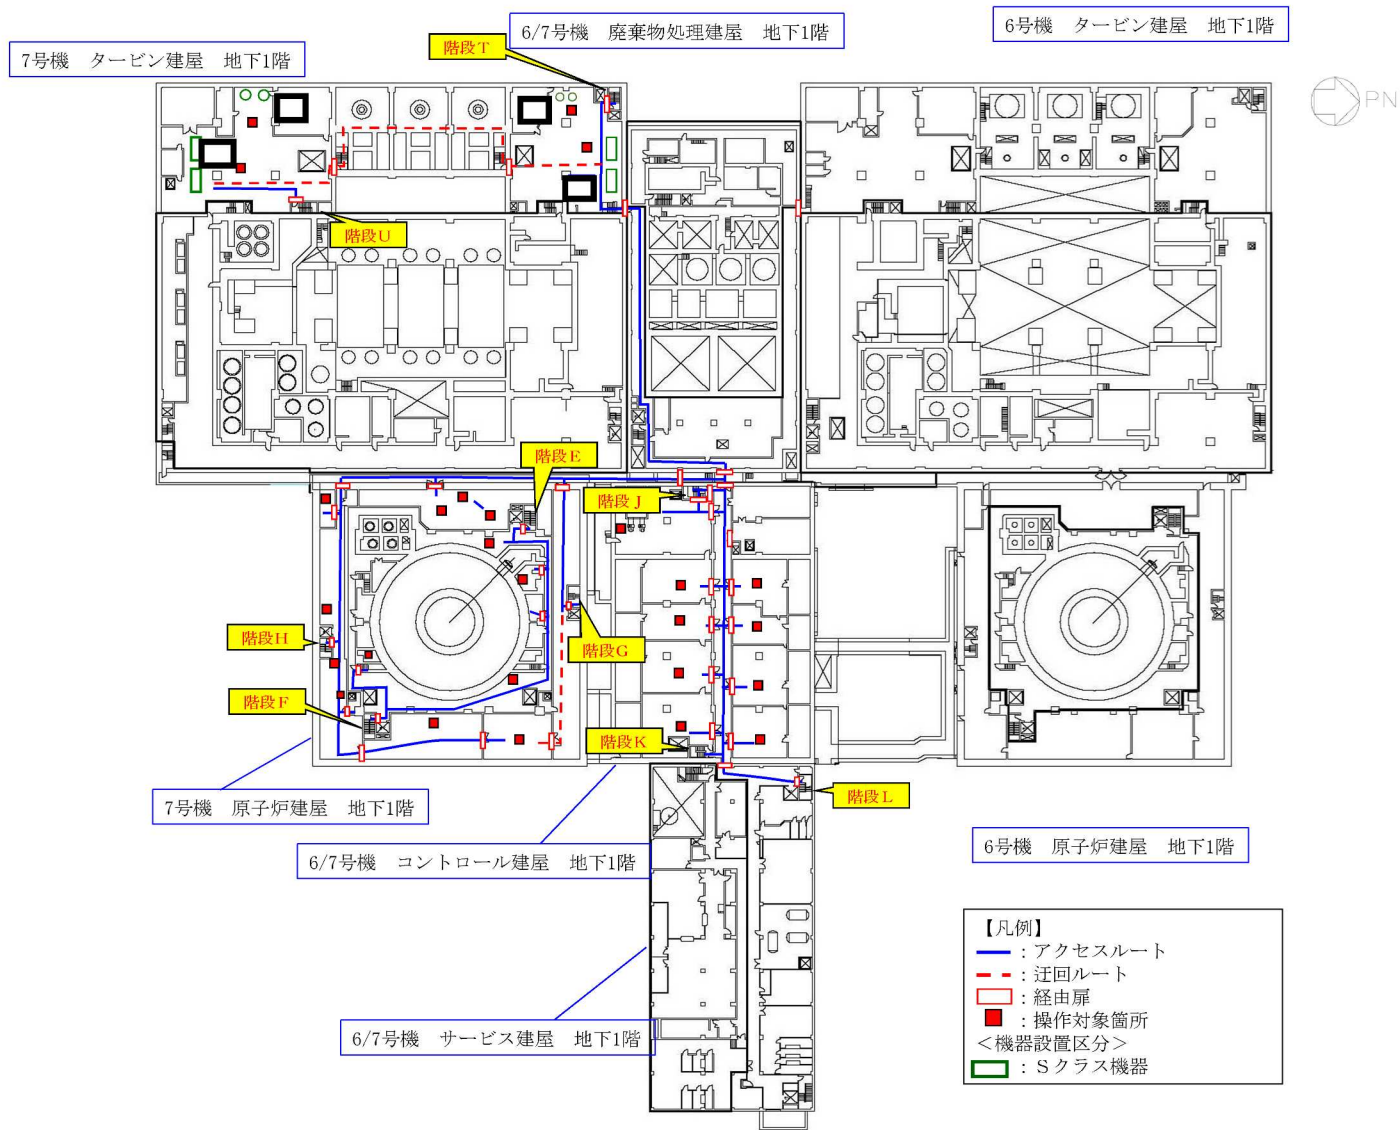 6/7号機　廃棄物処理建屋　地下1階
6号機　タービン建屋　地下1階
階段T
7号機　タービン建屋　地下1階
PN
階段U
階段E
階段J
階段H
階段G
階段F
階段K
階段L
7号機　原子炉建屋　地下1階
6号機　原子炉建屋　地下1階
6/7号機　コントロール建屋　地下1階
6/7号機　サービス建屋　地下1階
【凡例】
：アクセスルート
：迂回ルート
：経由扉
：操作対象箇所
＜機器設置区分＞
：Sクラス機器